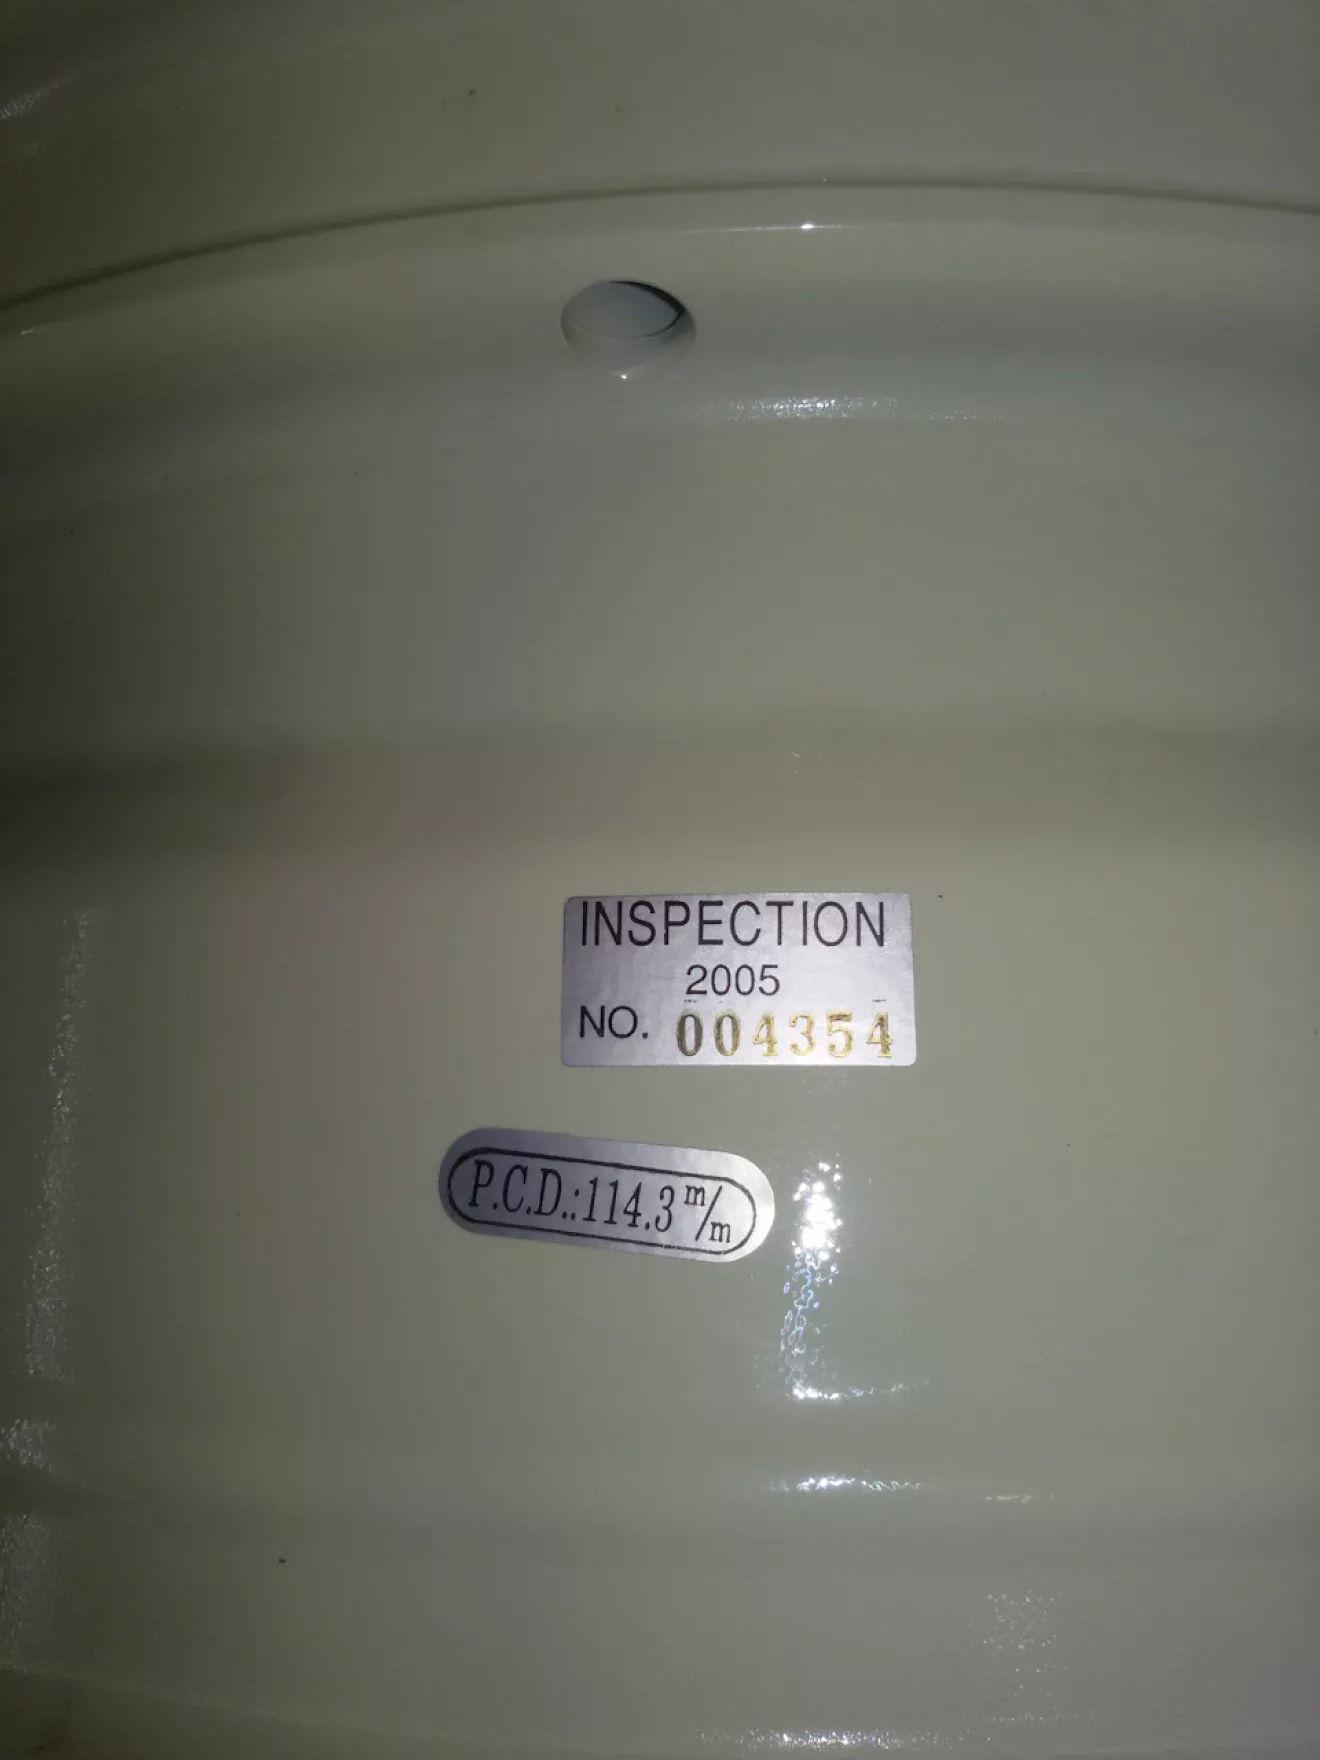 INSPECTION
2005
NO. 004354
P.C.D.:114.3 m/m